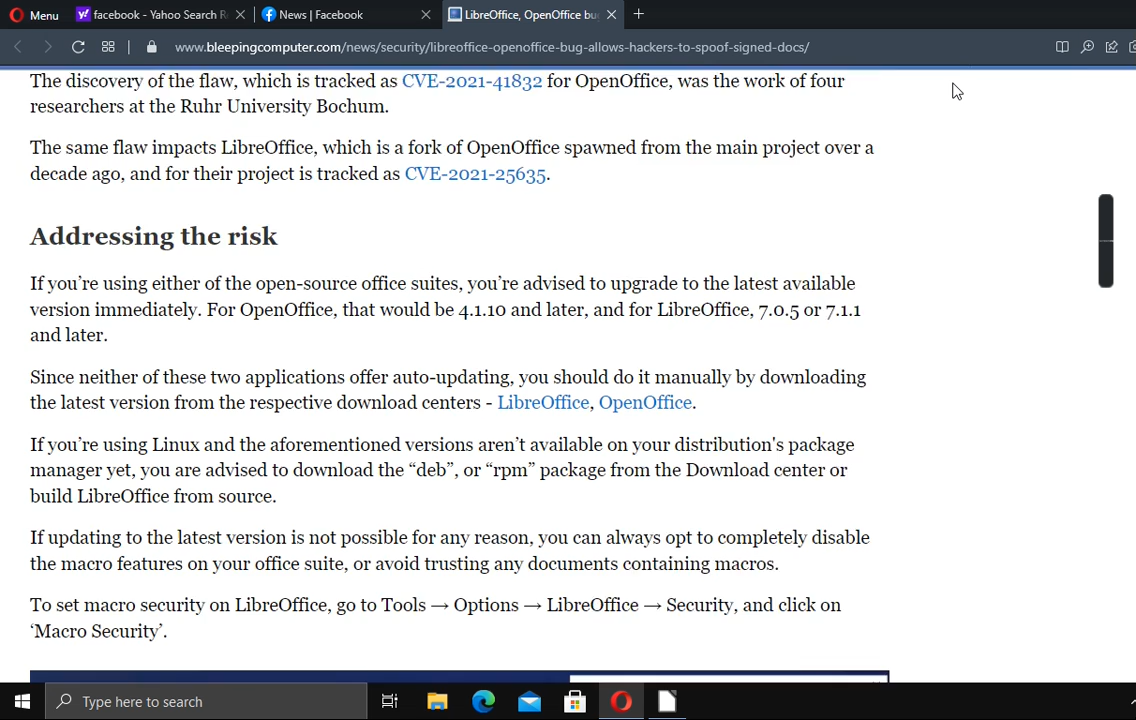 Menu
facebook - Yahoo Search Re
News | Facebook
LibreOffice, OpenOffice bu
www.bleepingcomputer.com/news/security/libreoffice-openoffice-bug-allows-hackers-to-spoof-signed-docs/
The discovery of the flaw, which is tracked as CVE-2021-41832 for OpenOffice, was the work of four
researchers at the Ruhr University Bochum.
The same flaw impacts LibreOffice, which is a fork of OpenOffice spawned from the main project over a
decade ago, and for their project is tracked as CVE-2021-25635.
Addressing the risk
If you’re using either of the open-source office suites, you’re advised to upgrade to the latest available
version immediately. For OpenOffice, that would be 4.1.10 and later, and for LibreOffice, 7.0.5 or 7.1.1
and later.
Since neither of these two applications offer auto-updating, you should do it manually by downloading
the latest version from the respective download centers - LibreOffice, OpenOffice.
If you’re using Linux and the aforementioned versions aren’t available on your distribution's package
manager yet, you are advised to download the “deb”, or “rpm” package from the Download center or
build LibreOffice from source.
If updating to the latest version is not possible for any reason, you can always opt to completely disable
the macro features on your office suite, or avoid trusting any documents containing macros.
To set macro security on LibreOffice, go to Tools → Options → LibreOffice → Security, and click on
‘Macro Security’.
Type here to search